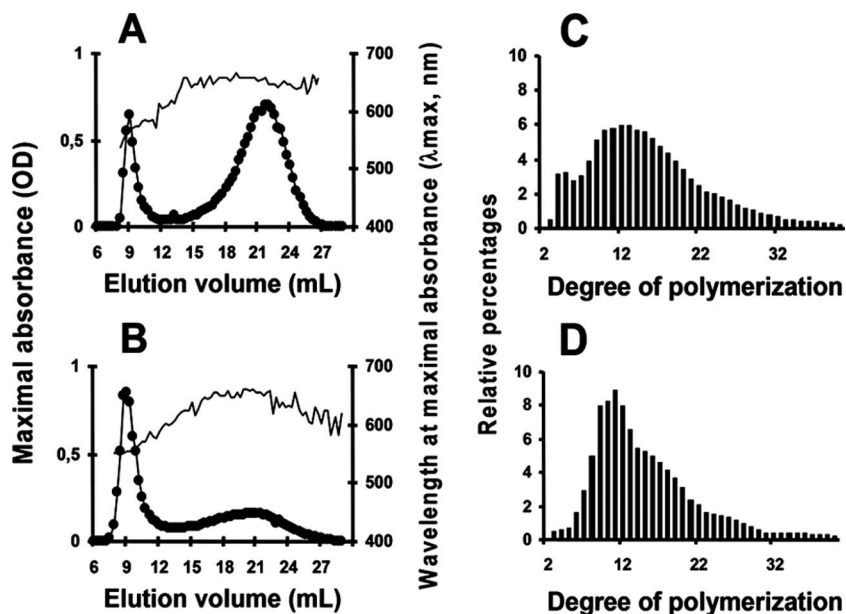 A
Maximal absorbance (OD)
1
0,5
0
700
600
500
400
6 9 12 15 18 21 24 27
Elution volume (mL)
Wavelength at maximal absorbance (λmax, nm)
B
1
0,5
0
700
600
500
400
6 9 12 15 18 21 24 27
Elution volume (mL)
C
Relative percentages
10
8
6
4
2
0
2 12 22 32
Degree of polymerization
D
10
8
6
4
2
0
2 12 22 32
Degree of polymerization